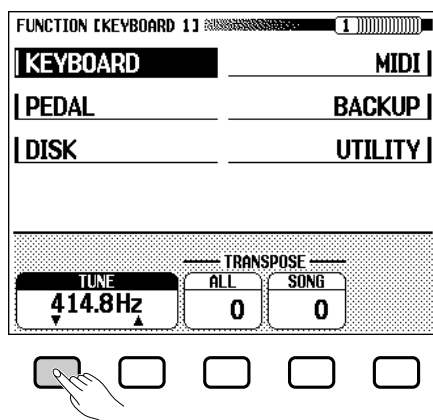 FUNCTION [KEYBOARD 1] 1
KEYBOARD MIDI
PEDAL BACKUP
DISK UTILITY
TRANSPOSE
TUNE ALL SONG
414.8Hz 0 0